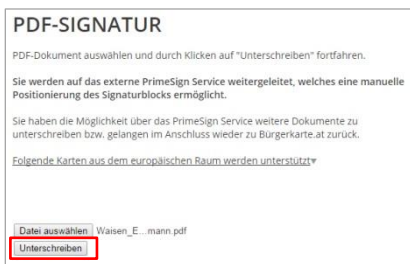 PDF-SIGNATUR
PDF-Dokument auswählen und durch Klicken auf "Unterschreiben" fortfahren.
Sie werden auf das externe PrimeSign Service weitergeleitet, welches eine manuelle
Positionierung des Signaturblocks ermöglicht.
Sie haben die Möglichkeit über das PrimeSign Service weitere Dokumente zu
unterschreiben bzw. gelangen im Anschluss wieder zu Bürgerkarte.at zurück.
Folgende Karten aus dem europäischen Raum werden unterstützt▾
Datei auswählen Waisen_E...mann.pdf
Unterschreiben